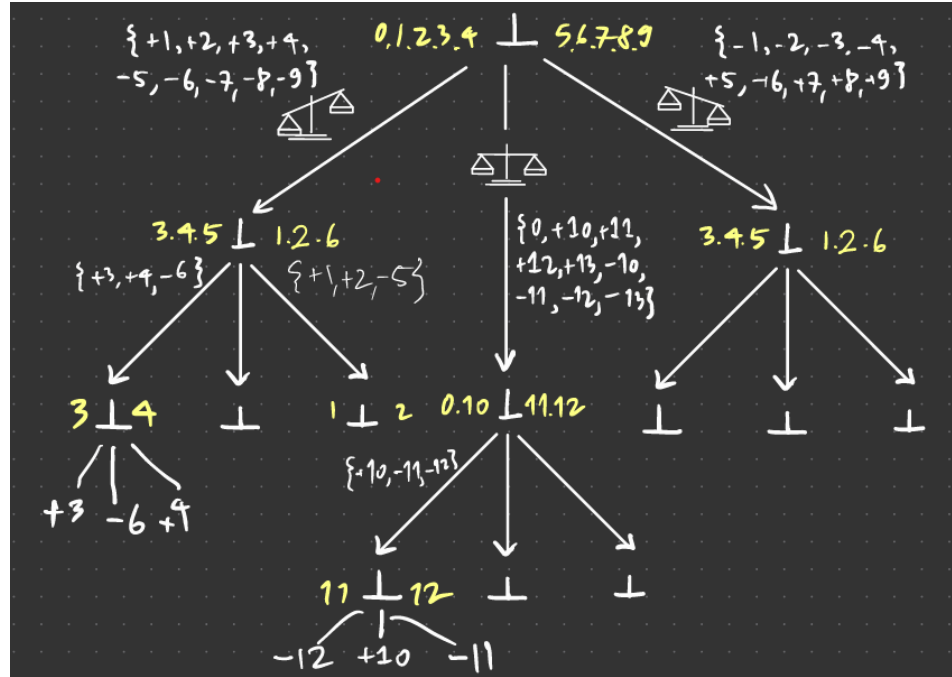 {+1,+2,+3,+4,
-5,-6,-7,-8,-9}
0.1.2.3.4 ⊥ 5.6.7.8.9
{-1,-2,-3,-4,
+5,+6,+7,+8,+9}
3.4.5 ⊥ 1.2.6
{+3,+4,-6}
{+1,+2,-5}
{0,+10,+11,
+12,+13,-10,
-11,-12,-13}
3.4.5 ⊥ 1.2.6
3 ⊥ 4
⊥
1 ⊥ 2
0.10 ⊥ 11.12
⊥
⊥
⊥
+3 -6 +4
{+10,-11,-12}
11 ⊥ 12
⊥
⊥
-12 +10 -11